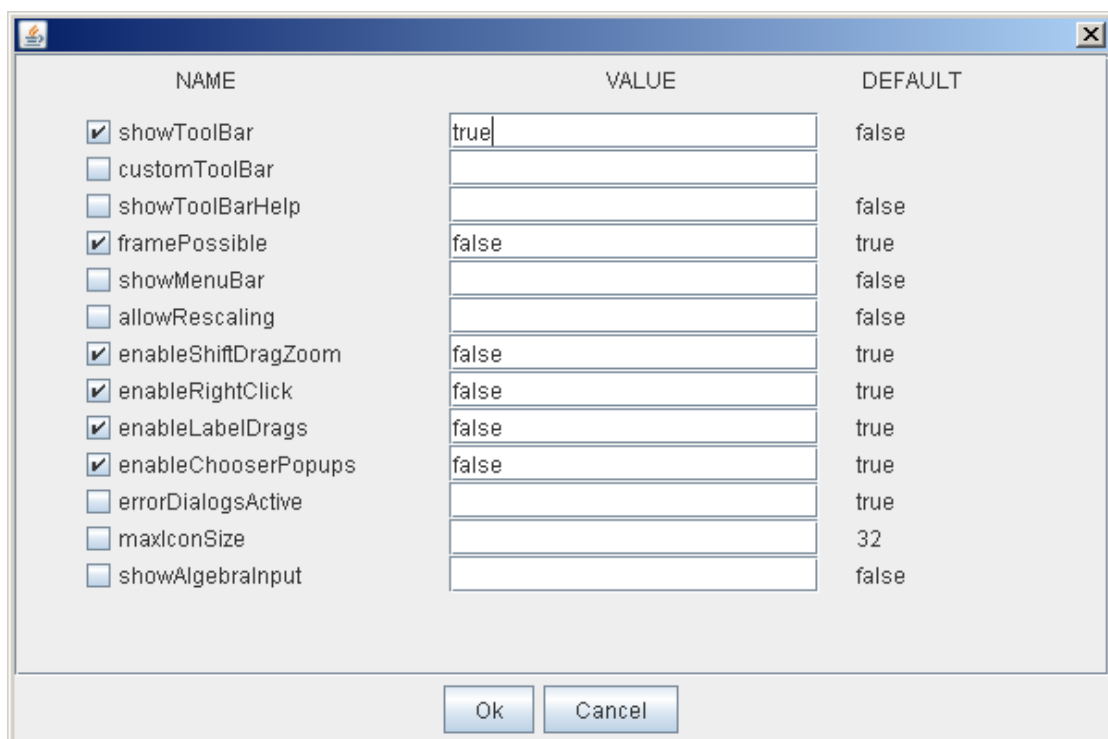 NAME VALUE DEFAULT
showToolBar true false
customToolBar
showToolBarHelp false
framePossible false true
showMenuBar false
allowRescaling false
enableShiftDragZoom false true
enableRightClick false true
enableLabelDrags false true
enableChooserPopups false true
errorDialogsActive true
maxIconSize 32
showAlgebraInput false
Ok Cancel